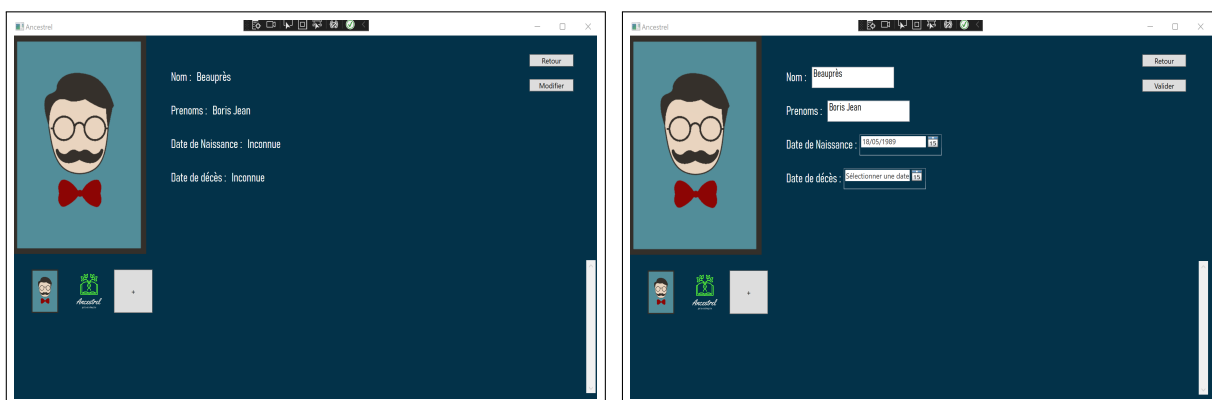 Ancestrel
Retour
Nom : Beauprès
Modifier
Prenoms : Boris Jean
Date de Naissance : Inconnue
Date de décès : Inconnue
Ancestrel
+
Ancestrel
Retour
Nom : Beauprès
Valider
Prenoms : Boris Jean
Date de Naissance : 18/05/1989 15
Date de décès : Sélectionner une date 15
Ancestrel
+